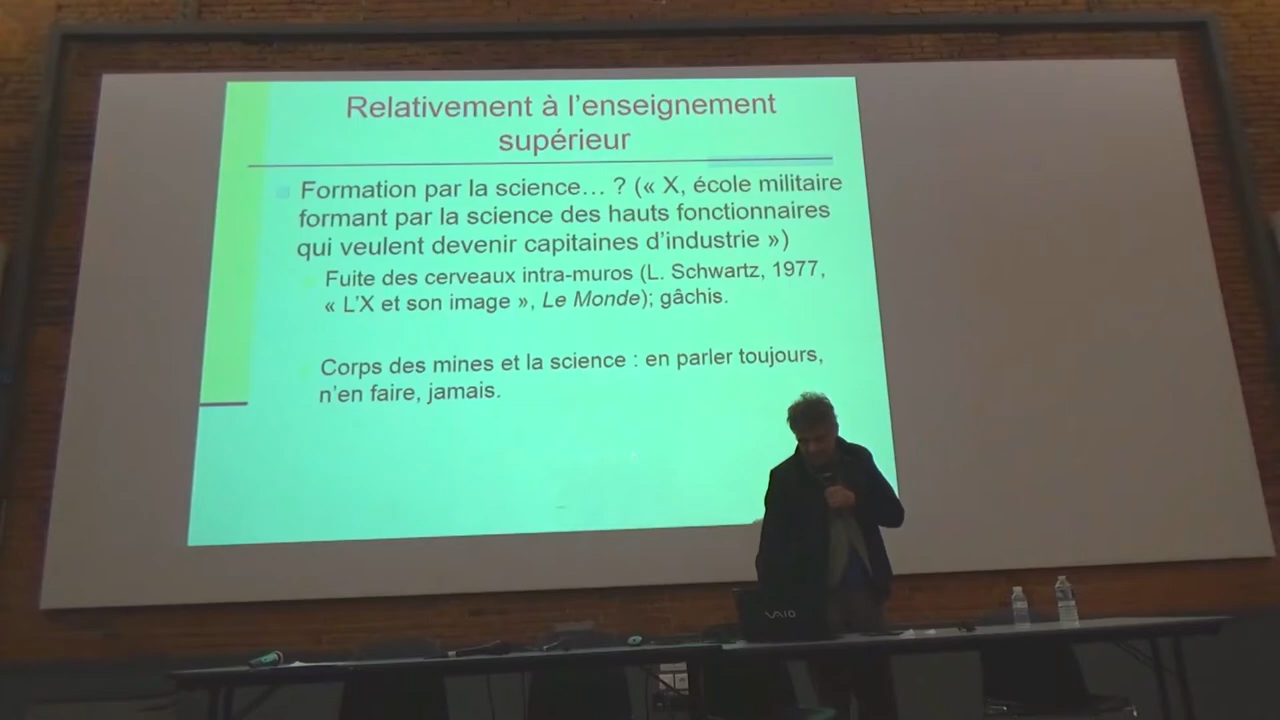 Relativement à l'enseignement
supérieur
Formation par la science… ? (« X, école militaire
formant par la science des hauts fonctionnaires
qui veulent devenir capitaines d'industrie »)
Fuite des cerveaux intra-muros (L. Schwartz, 1977,
« L'X et son image », Le Monde); gâchis.
Corps des mines et la science : en parler toujours,
n'en faire, jamais.
VAIO